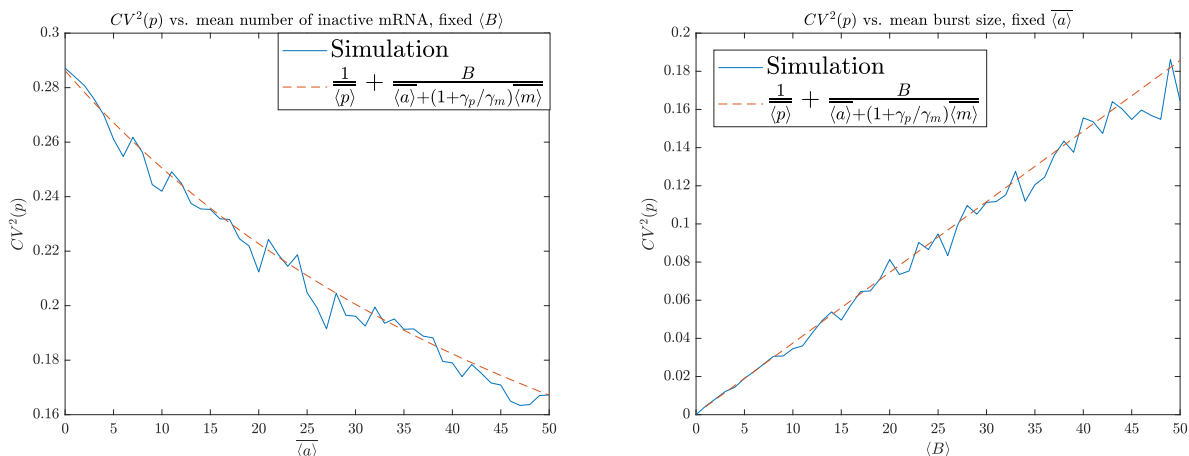 CV²(p) vs. mean number of inactive mRNA, fixed ⟨B⟩
0.3
0.28
0.26
0.24
0.22
0.2
0.18
0.16
CV²(p)
Simulation
1/⟨p⟩ + B/(⟨a⟩+(1+γₚ/γₘ)⟨m⟩)
0 5 10 15 20 25 30 35 40 45 50
⟨a⟩
CV²(p) vs. mean burst size, fixed ⟨a⟩
0.2
0.18
0.16
0.14
0.12
0.1
0.08
0.06
0.04
0.02
0
CV²(p)
Simulation
1/⟨p⟩ + B/(⟨a⟩+(1+γₚ/γₘ)⟨m⟩)
0 5 10 15 20 25 30 35 40 45 50
⟨B⟩